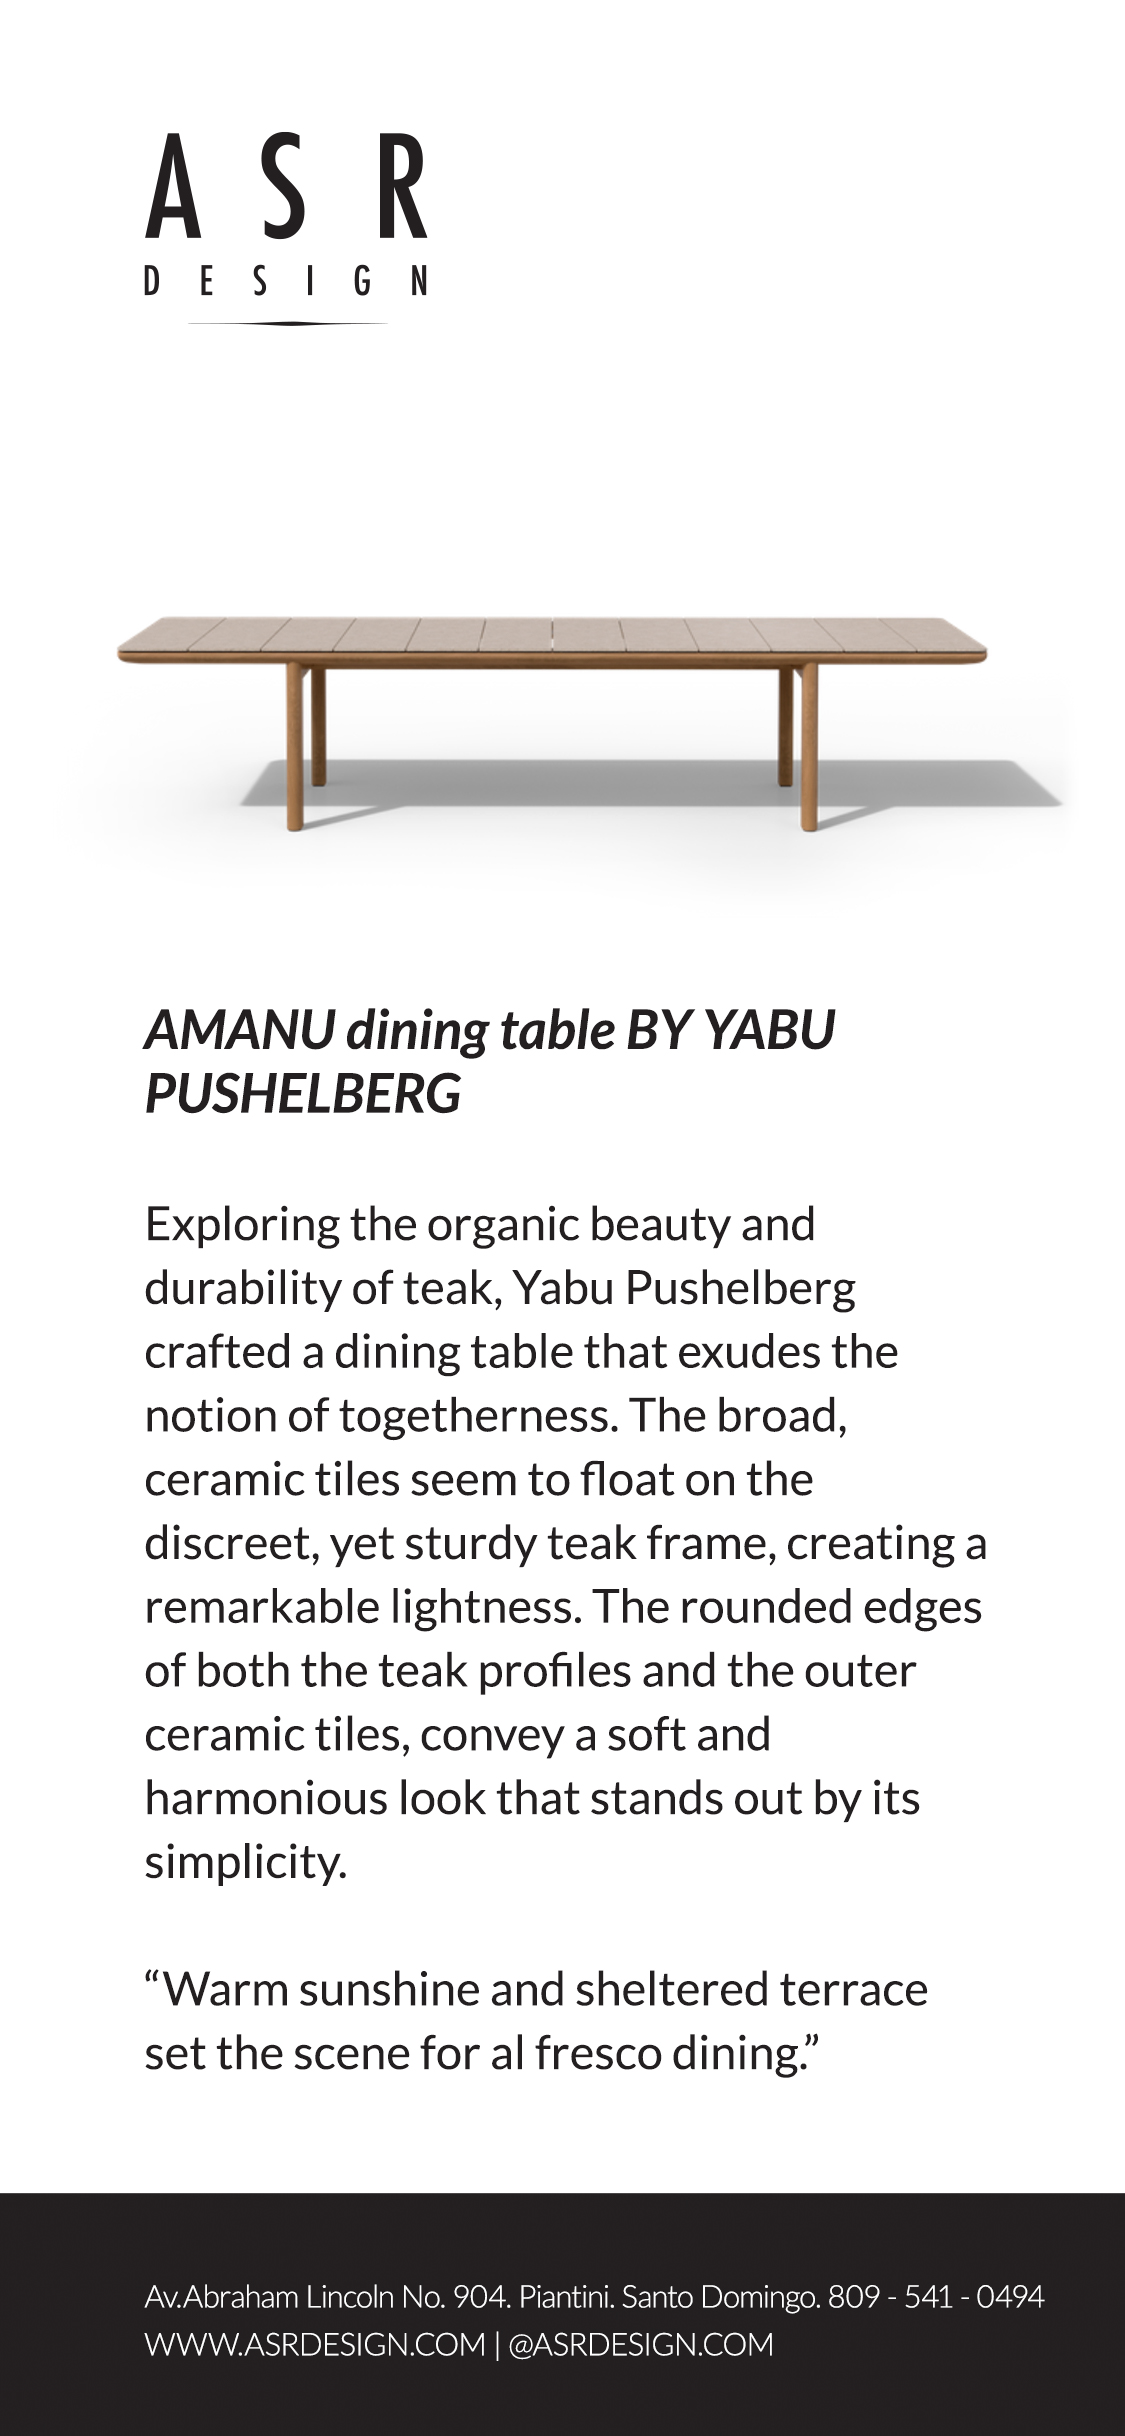 ASR
DESIGN
AMANU dining table BY YABU
PUSHELBERG
Exploring the organic beauty and
durability of teak, Yabu Pushelberg
crafted a dining table that exudes the
notion of togetherness. The broad,
ceramic tiles seem to float on the
discreet, yet sturdy teak frame, creating a
remarkable lightness. The rounded edges
of both the teak profiles and the outer
ceramic tiles, convey a soft and
harmonious look that stands out by its
simplicity.
“Warm sunshine and sheltered terrace
set the scene for al fresco dining.”
Av.Abraham Lincoln No. 904. Piantini. Santo Domingo. 809 - 541 - 0494
WWW.ASRDESIGN.COM | @ASRDESIGN.COM